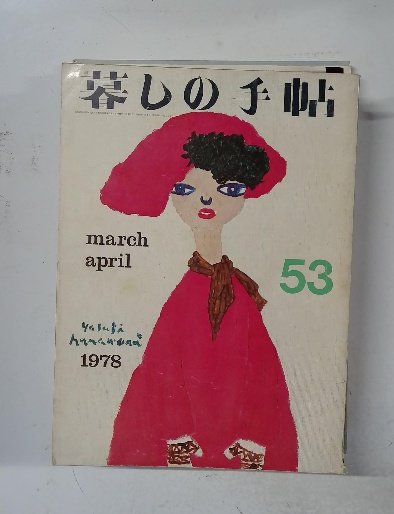 暮しの手帖
march
april
53
yasuji
hanamori
1978